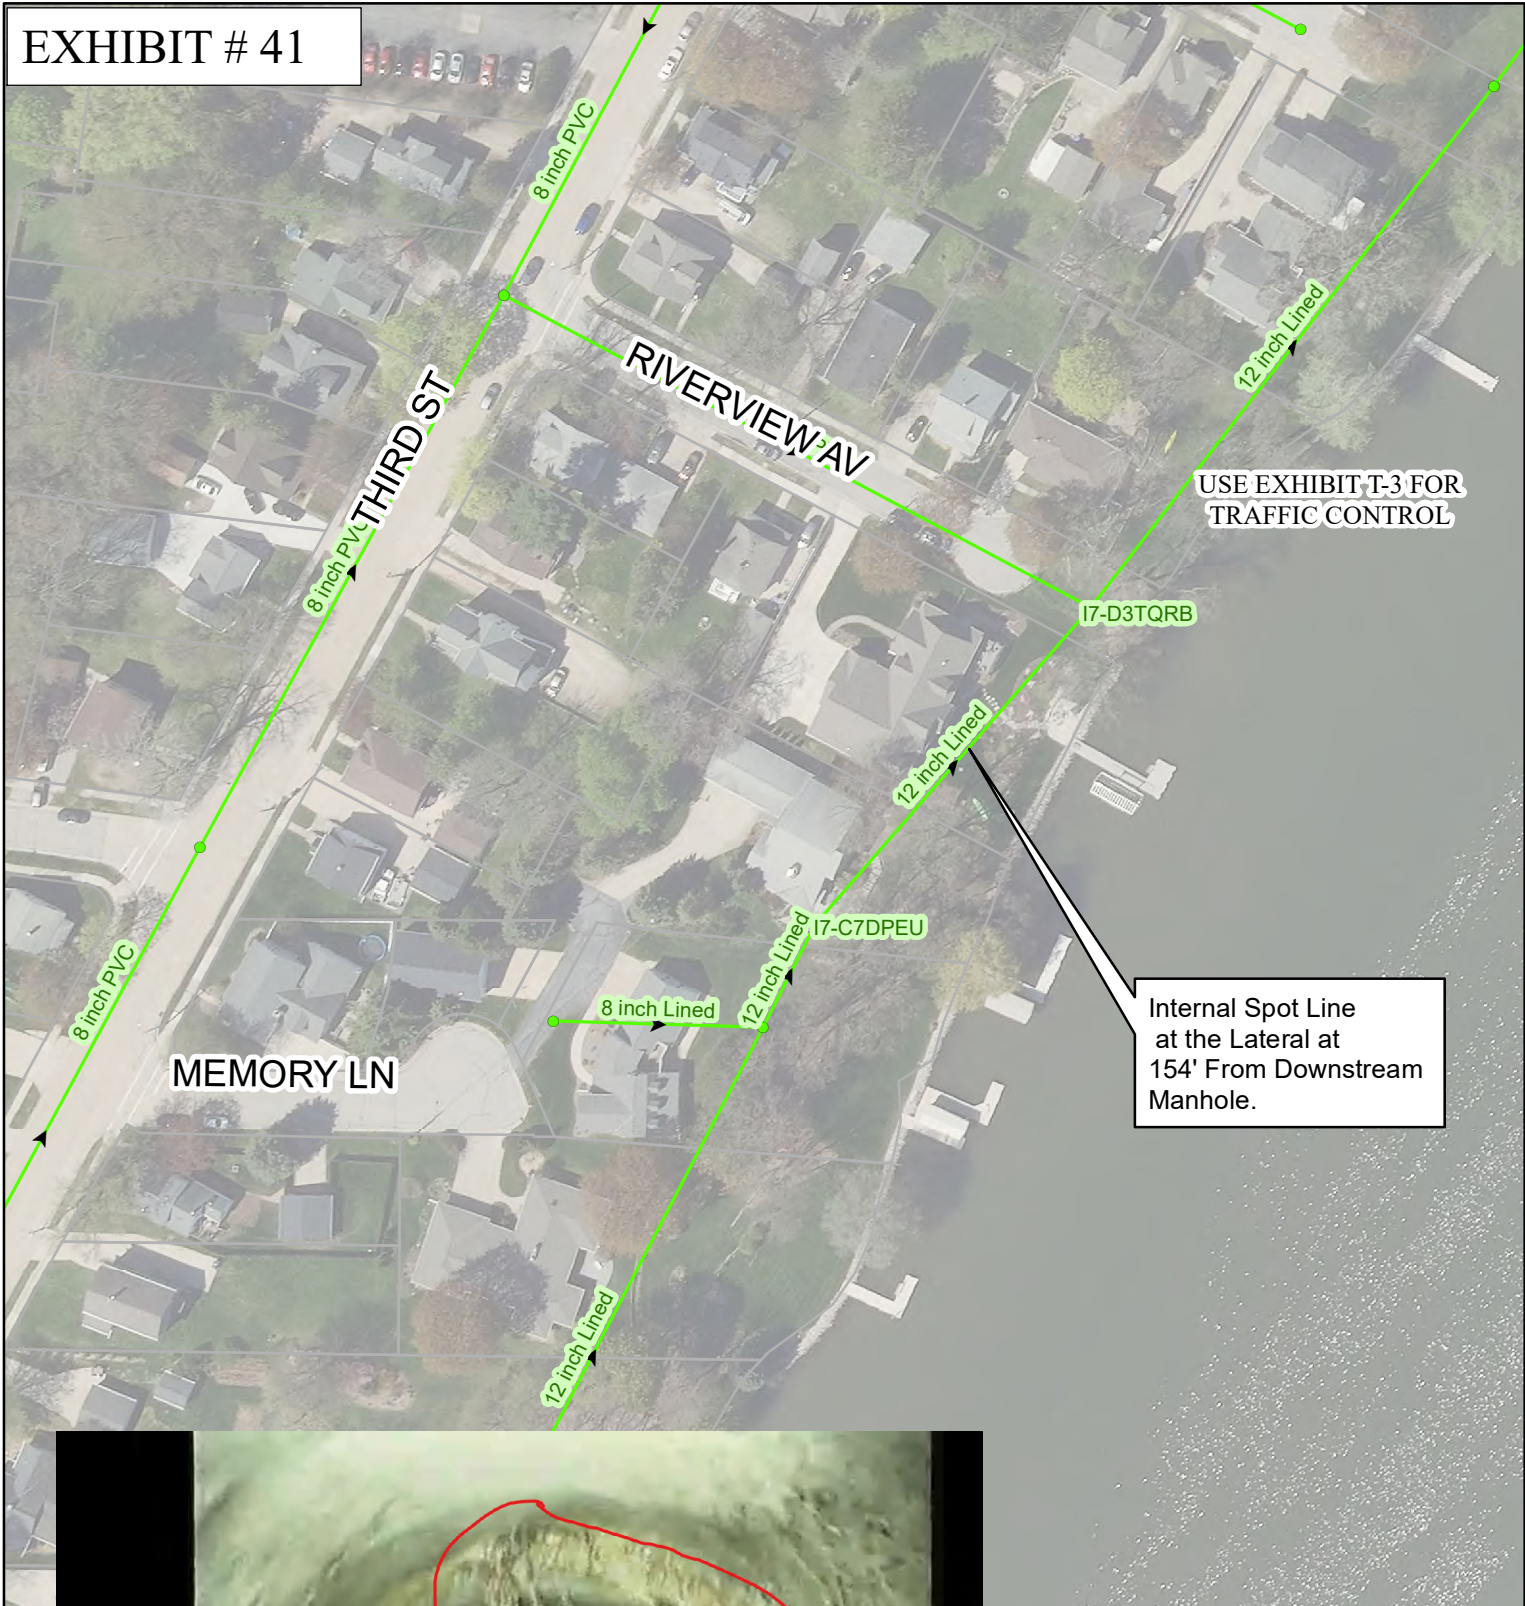 EXHIBIT # 41
8 inch PVC
12 inch Lined
RIVERVIEW AV
THIRD ST
USE EXHIBIT T-3 FOR
TRAFFIC CONTROL
8 inch PVC
I7-D3TQRB
12 inch Lined
I7-C7DPEU
12 inch Lined
8 inch PVC
8 inch Lined
Internal Spot Line
at the Lateral at
154' From Downstream
Manhole.
MEMORY LN
12 inch Lined